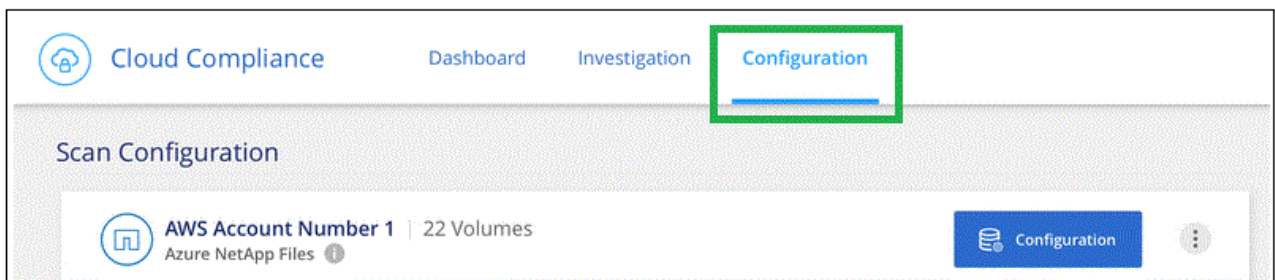 Cloud Compliance Dashboard Investigation Configuration
Scan Configuration
AWS Account Number 1 | 22 Volumes
Azure NetApp Files i
Configuration